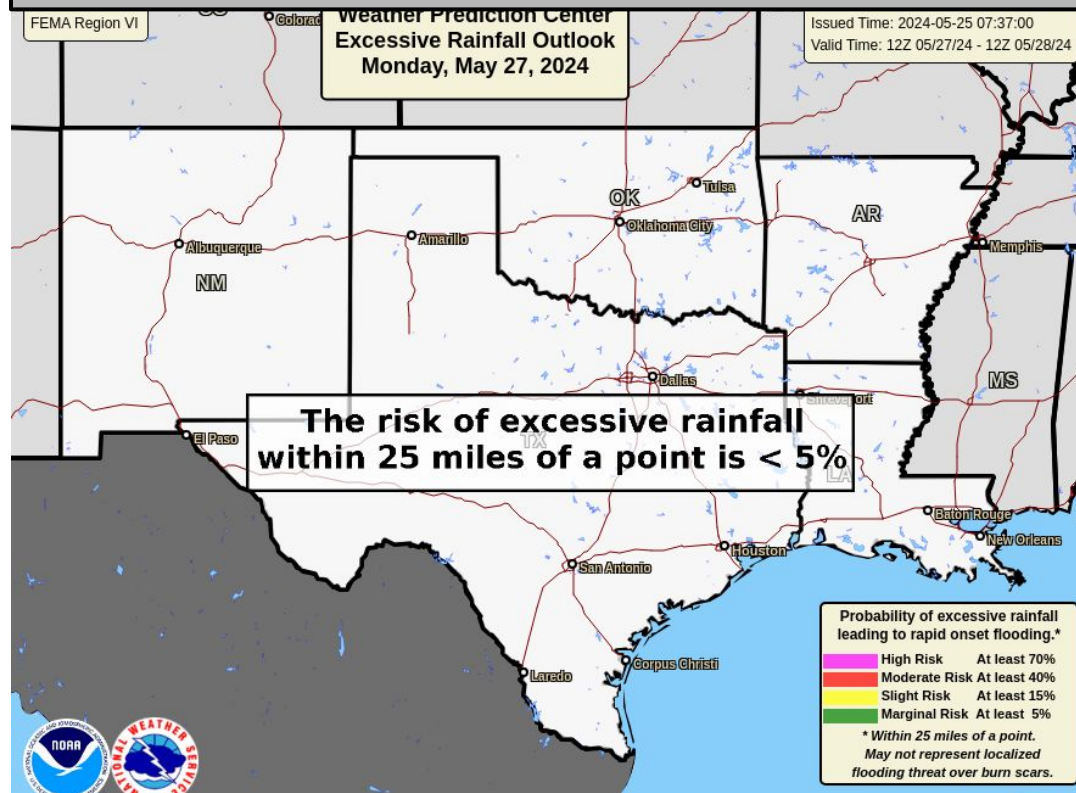 FEMA Region VI
Weather Prediction Center
Excessive Rainfall Outlook
Monday, May 27, 2024
Issued Time: 2024-05-25 07:37:00
Valid Time: 12Z 05/27/24 - 12Z 05/28/24
Tulsa
OK
AR
Oklahoma City
Amarillo
Albuquerque
Memphis
NM
Dallas
MS
Shreveport
The risk of excessive rainfall
within 25 miles of a point is < 5%
El Paso
TX
LA
Baton Rouge
New Orleans
Houston
San Antonio
Laredo
Corpus Christi
Probability of excessive rainfall
leading to rapid onset flooding.*
High Risk At least 70%
Moderate Risk At least 40%
Slight Risk At least 15%
Marginal Risk At least 5%
* Within 25 miles of a point.
May not represent localized
flooding threat over burn scars.
NOAA
NATIONAL WEATHER SERVICE